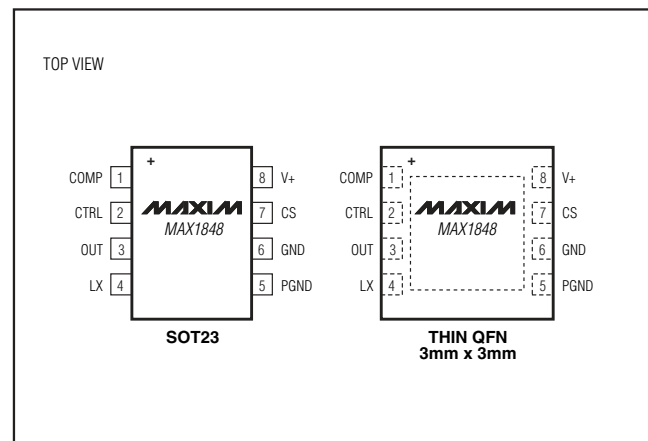 TOP VIEW
+
COMP 1
CTRL 2
OUT 3
LX 4
8 V+
7 CS
6 GND
5 PGND
MAXIM
MAX1848
SOT23
+
COMP 1
CTRL 2
OUT 3
LX 4
8 V+
7 CS
6 GND
5 PGND
MAXIM
MAX1848
THIN QFN
3mm x 3mm